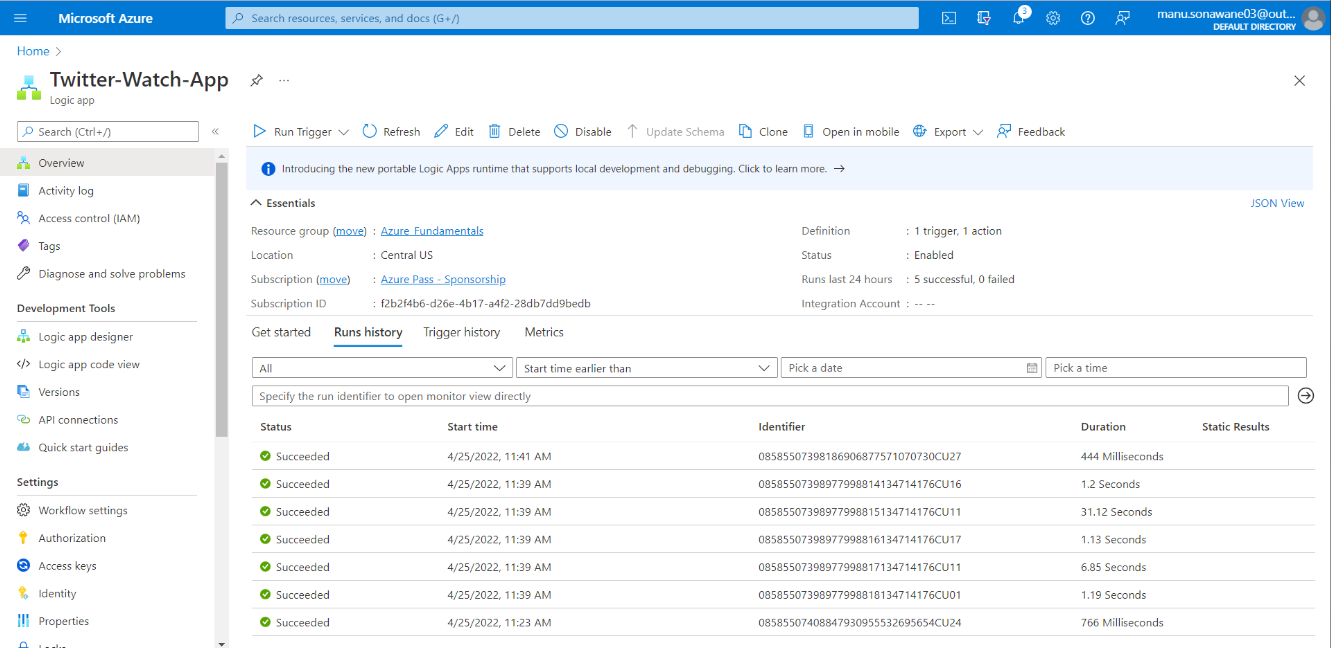 Microsoft Azure
Search resources, services, and docs (G+/)
3
manu.sonawane03@out...
DEFAULT DIRECTORY
Home >
Twitter-Watch-App
...
Logic app
Search (Ctrl+/)
«
Run Trigger
Refresh
Edit
Delete
Disable
Update Schema
Clone
Open in mobile
Export
Feedback
Overview
Activity log
Access control (IAM)
Tags
Diagnose and solve problems
Development Tools
Logic app designer
Logic app code view
Versions
API connections
Quick start guides
Settings
Workflow settings
Authorization
Access keys
Identity
Properties
Locks
Introducing the new portable Logic Apps runtime that supports local development and debugging. Click to learn more. →
Essentials
JSON View
Resource group (move) : Azure_Fundamentals
Location : Central US
Subscription (move) : Azure Pass - Sponsorship
Subscription ID : f2b2f4b6-d26e-4b17-a4f2-28db7dd9bedb
Definition : 1 trigger, 1 action
Status : Enabled
Runs last 24 hours : 5 successful, 0 failed
Integration Account : -- --
Get started Runs history Trigger history Metrics
All Start time earlier than Pick a date Pick a time
Specify the run identifier to open monitor view directly
Status Start time Identifier Duration Static Results
Succeeded 4/25/2022, 11:41 AM 08585507398186906877571070730CU27 444 Milliseconds
Succeeded 4/25/2022, 11:39 AM 08585507398977998814134714176CU16 1.2 Seconds
Succeeded 4/25/2022, 11:39 AM 08585507398977998815134714176CU11 31.12 Seconds
Succeeded 4/25/2022, 11:39 AM 08585507398977998816134714176CU17 1.13 Seconds
Succeeded 4/25/2022, 11:39 AM 08585507398977998817134714176CU11 6.85 Seconds
Succeeded 4/25/2022, 11:39 AM 08585507398977998818134714176CU01 1.19 Seconds
Succeeded 4/25/2022, 11:23 AM 08585507408847930955532695654CU24 766 Milliseconds